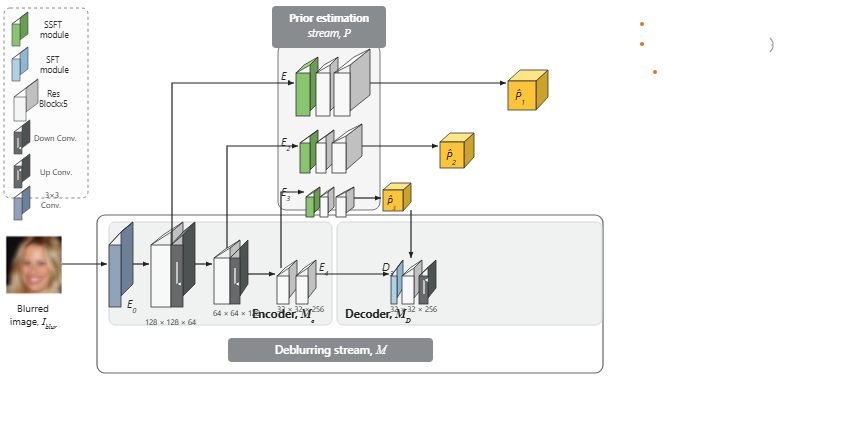 SSFT
module
SFT
module
Res
Blockx5
Down Conv.
Up Conv.
3×3
Conv.
Prior estimation
stream, P
E
E2
E3
P̂1
P̂2
P̂
Blurred
image, Iblur
E0
128 × 128 × 64
64 × 64 × 128
E4
32 × 32 × 256
Encoder, Me
D
32 × 32 × 256
Decoder, MD
Deblurring stream, M